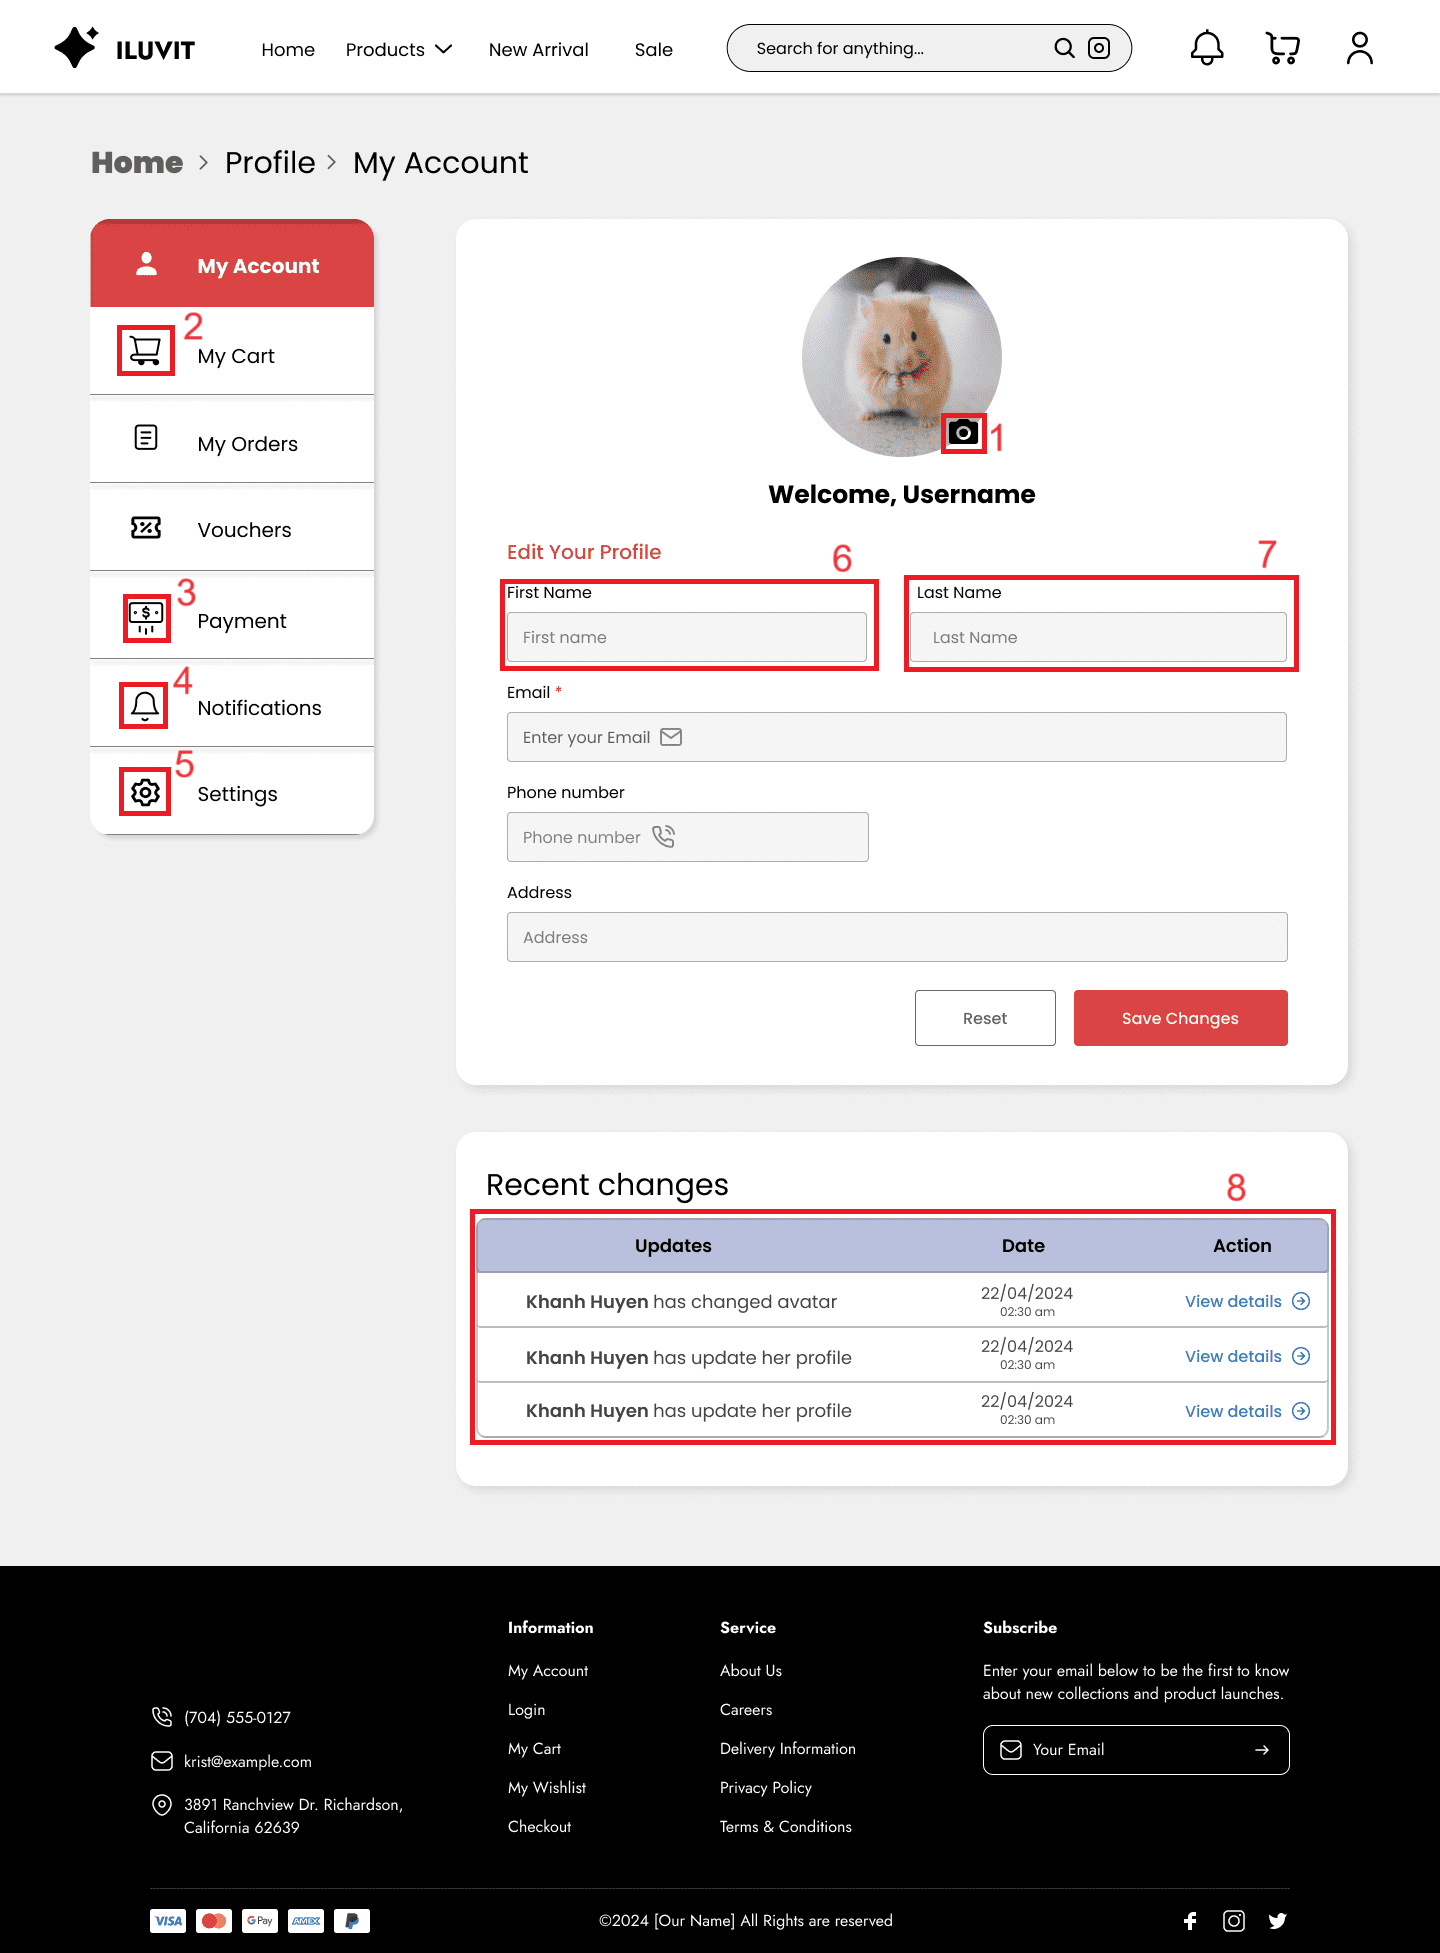 ILUVIT
Home
Products
New Arrival
Sale
Search for anything...
Home > Profile > My Account
My Account
2
My Cart
My Orders
Vouchers
3
Payment
4
Notifications
5
Settings
1
Welcome, Username
Edit Your Profile
6
7
First Name
Last Name
First name
Last Name
Email *
Enter your Email
Phone number
Phone number
Address
Address
Reset
Save Changes
Recent changes
8
Updates Date Action
Khanh Huyen has changed avatar
22/04/2024
02:30 am
View details
Khanh Huyen has update her profile
22/04/2024
02:30 am
View details
Khanh Huyen has update her profile
22/04/2024
02:30 am
View details
(704) 555-0127
krist@example.com
3891 Ranchview Dr. Richardson,
California 62639
Information
My Account
Login
My Cart
My Wishlist
Checkout
Service
About Us
Careers
Delivery Information
Privacy Policy
Terms & Conditions
Subscribe
Enter your email below to be the first to know
about new collections and product launches.
Your Email
VISA
G Pay
AMEX
©2024 [Our Name] All Rights are reserved